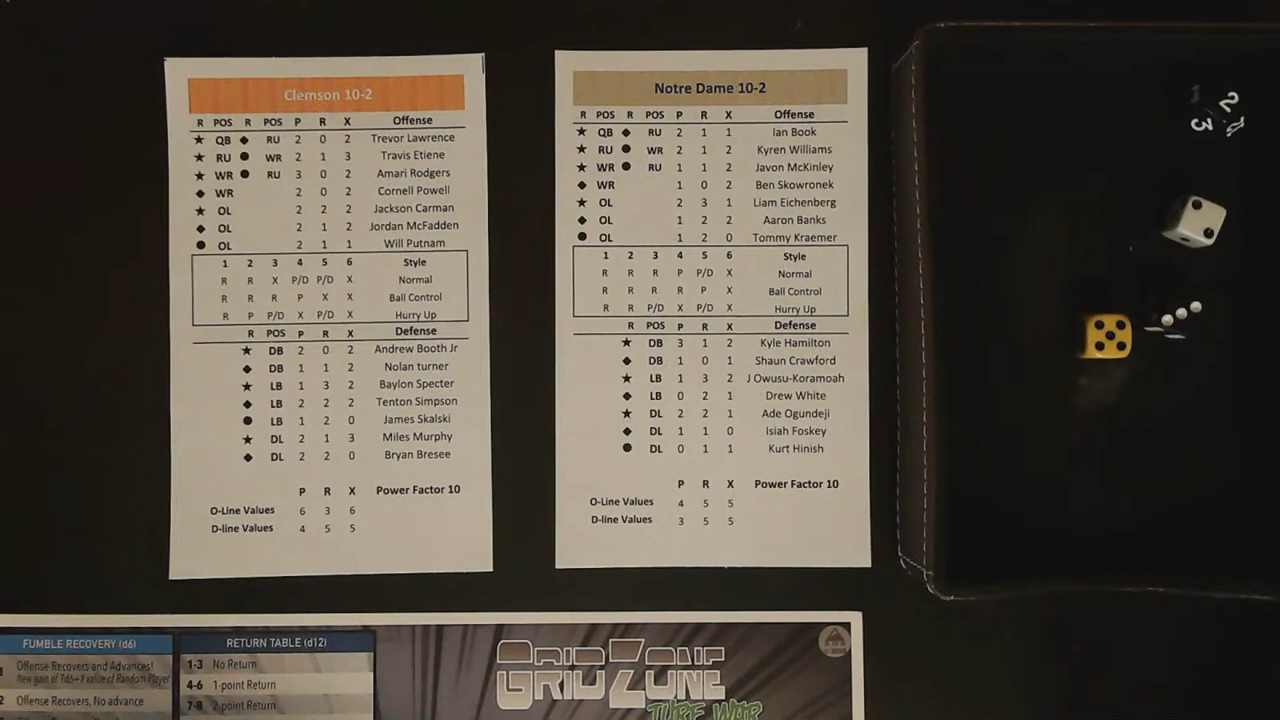 Clemson 10-2
R POS R POS P R X Offense
★ QB ◆ RU 2 0 2 Trevor Lawrence
★ RU ● WR 2 1 3 Travis Etiene
★ WR ● RU 3 0 2 Amari Rodgers
◆ WR 2 0 2 Cornell Powell
★ OL 2 2 2 Jackson Carman
◆ OL 2 1 2 Jordan McFadden
● OL 2 1 1 Will Putnam
1 2 3 4 5 6 Style
R R X P/D P/D X Normal
R R R P X X Ball Control
R P P/D X P/D X Hurry Up
R POS P R X Defense
★ DB 2 0 2 Andrew Booth Jr
◆ DB 1 1 2 Nolan turner
★ LB 1 3 2 Baylon Specter
◆ LB 2 2 2 Tenton Simpson
● LB 1 2 0 James Skalski
★ DL 2 1 3 Miles Murphy
◆ DL 2 2 0 Bryan Bresee
P R X Power Factor 10
O-Line Values 6 3 6
D-line Values 4 5 5
Notre Dame 10-2
R POS R POS P R X Offense
★ QB ◆ RU 2 1 1 Ian Book
★ RU ● WR 2 1 2 Kyren Williams
★ WR ● RU 1 1 2 Javon McKinley
◆ WR 1 0 2 Ben Skowronek
★ OL 2 3 1 Liam Eichenberg
◆ OL 1 2 2 Aaron Banks
● OL 1 2 0 Tommy Kraemer
1 2 3 4 5 6 Style
R R R P P/D X Normal
R R R R P X Ball Control
R R P/D X P/D X Hurry Up
R POS P R X Defense
★ DB 3 1 2 Kyle Hamilton
◆ DB 1 0 1 Shaun Crawford
★ LB 1 3 2 J Owusu-Koramoah
◆ LB 0 2 1 Drew White
★ DL 2 2 1 Ade Ogundeji
◆ DL 1 1 0 Isiah Foskey
● DL 0 1 1 Kurt Hinish
P R X Power Factor 10
O-Line Values 4 5 5
D-line Values 3 5 5
FUMBLE RECOVERY (d6)
Offense Recovers and Advances!
New gain of 1d6+X value of Random Player
2 Offense Recovers, No advance
RETURN TABLE (d12)
1-3 No Return
4-6 1-point Return
7-8 2-point Return
GRIDZONE
TURF WAR
2
3